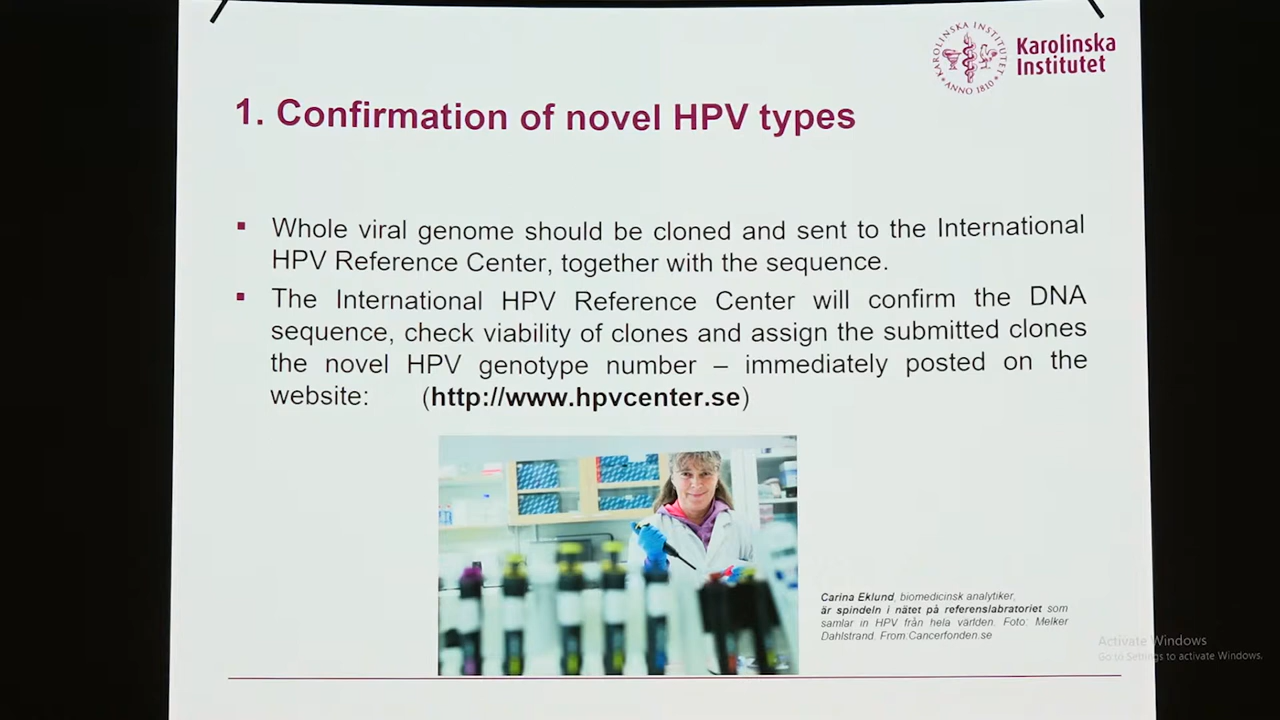 KAROLINSKA INSTITUTET
ANNO 1810
Karolinska
Institutet
1. Confirmation of novel HPV types
Whole viral genome should be cloned and sent to the International
HPV Reference Center, together with the sequence.
The International HPV Reference Center will confirm the DNA
sequence, check viability of clones and assign the submitted clones
the novel HPV genotype number – immediately posted on the
website: (http://www.hpvcenter.se)
Carina Eklund, biomedicinsk analytiker,
är spindeln i nätet på referenslabratoriet som
samlar in HPV från hela världen. Foto: Melker
Dahlstrand. From:Cancerfonden.se
Activate Windows
Go to Settings to activate Windows.